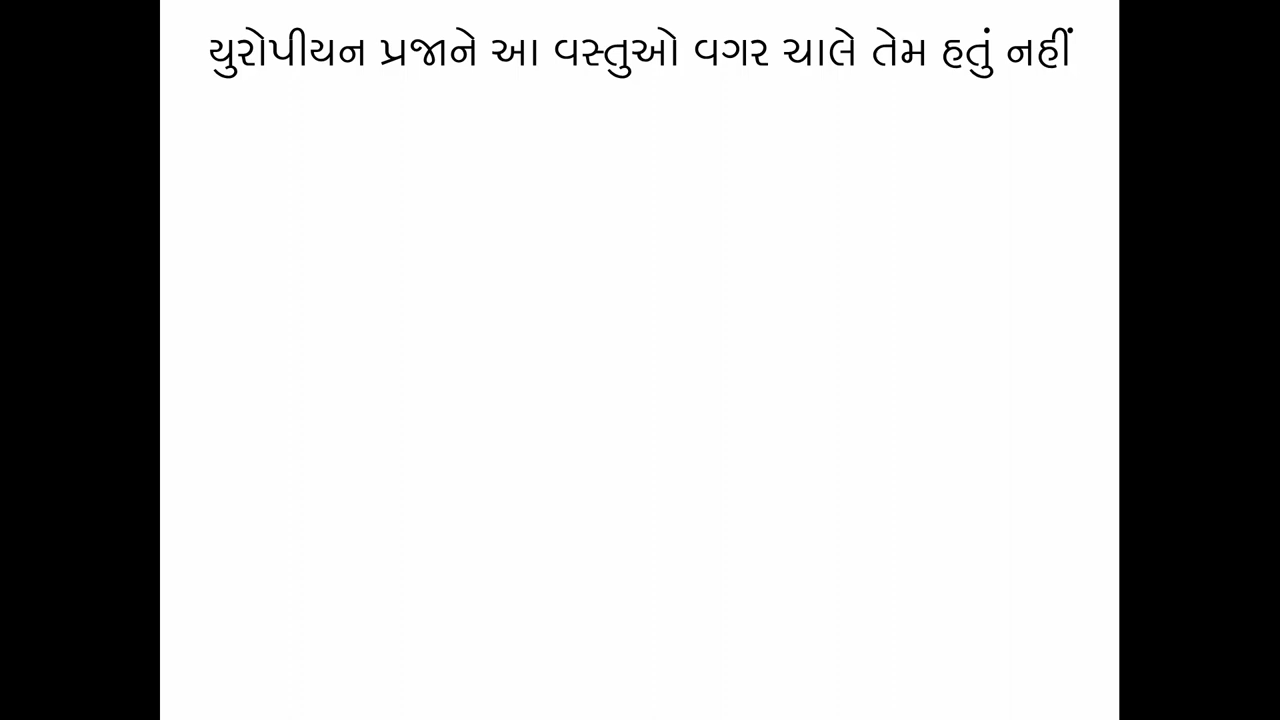 યુરોપીયન પ્રજાને આ વસ્તુઓ વગર ચાલે તેમ હતું નહીં